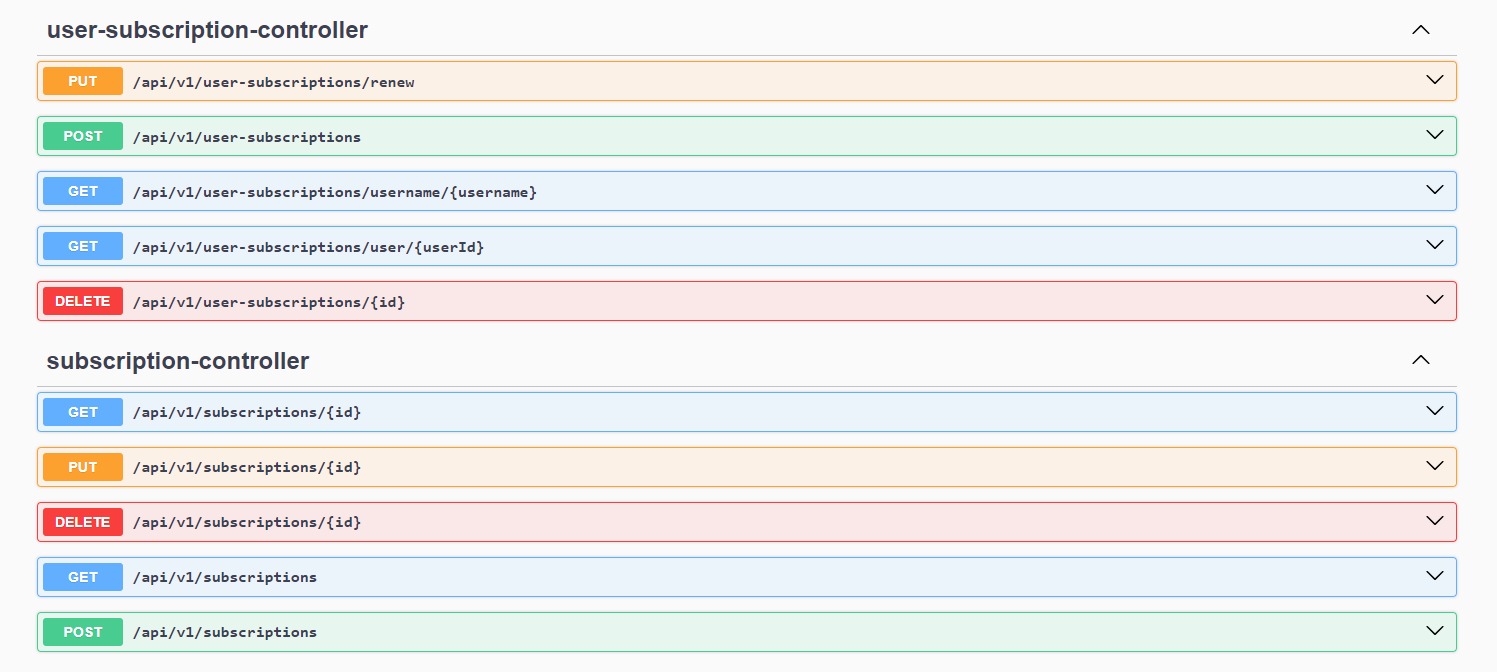 user-subscription-controller
PUT /api/v1/user-subscriptions/renew
POST /api/v1/user-subscriptions
GET /api/v1/user-subscriptions/username/{username}
GET /api/v1/user-subscriptions/user/{userId}
DELETE /api/v1/user-subscriptions/{id}
subscription-controller
GET /api/v1/subscriptions/{id}
PUT /api/v1/subscriptions/{id}
DELETE /api/v1/subscriptions/{id}
GET /api/v1/subscriptions
POST /api/v1/subscriptions